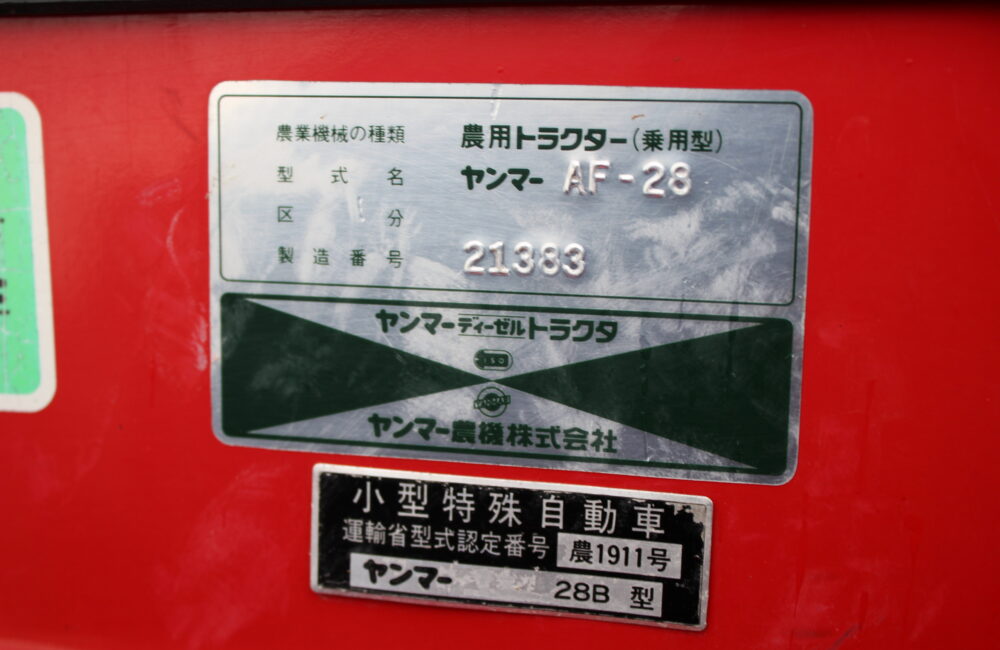 農業機械の種類 農用トラクター(乗用型)
型式名 ヤンマー AF-28
区分
製造番号 21383
ヤンマーディーゼルトラクタ
ISO
YANMAR
ヤンマー農機株式会社
小型特殊自動車
運輸省型式認定番号 農1911号
ヤンマー 28B 型